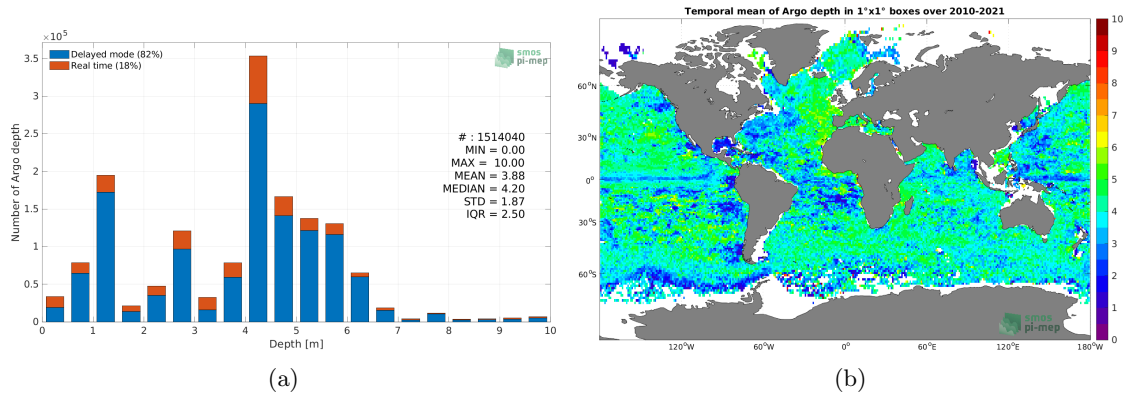 ×10⁵
Delayed mode (82%)
Real time (18%)
smos
pi-mep
3.5
3
2.5
2
1.5
1
0.5
0
Number of Argo depth
# : 1514040
MIN = 0.00
MAX = 10.00
MEAN = 3.88
MEDIAN = 4.20
STD = 1.87
IQR = 2.50
0 1 2 3 4 5 6 7 8 9 10
Depth [m]
(a)
Temporal mean of Argo depth in 1°x1° boxes over 2010-2021
60°N
30°N
0°
30°S
60°S
120°W 60°W 0° 60°E 120°E 180°W
smos
pi-mep
10
9
8
7
6
5
4
3
2
1
0
(b)